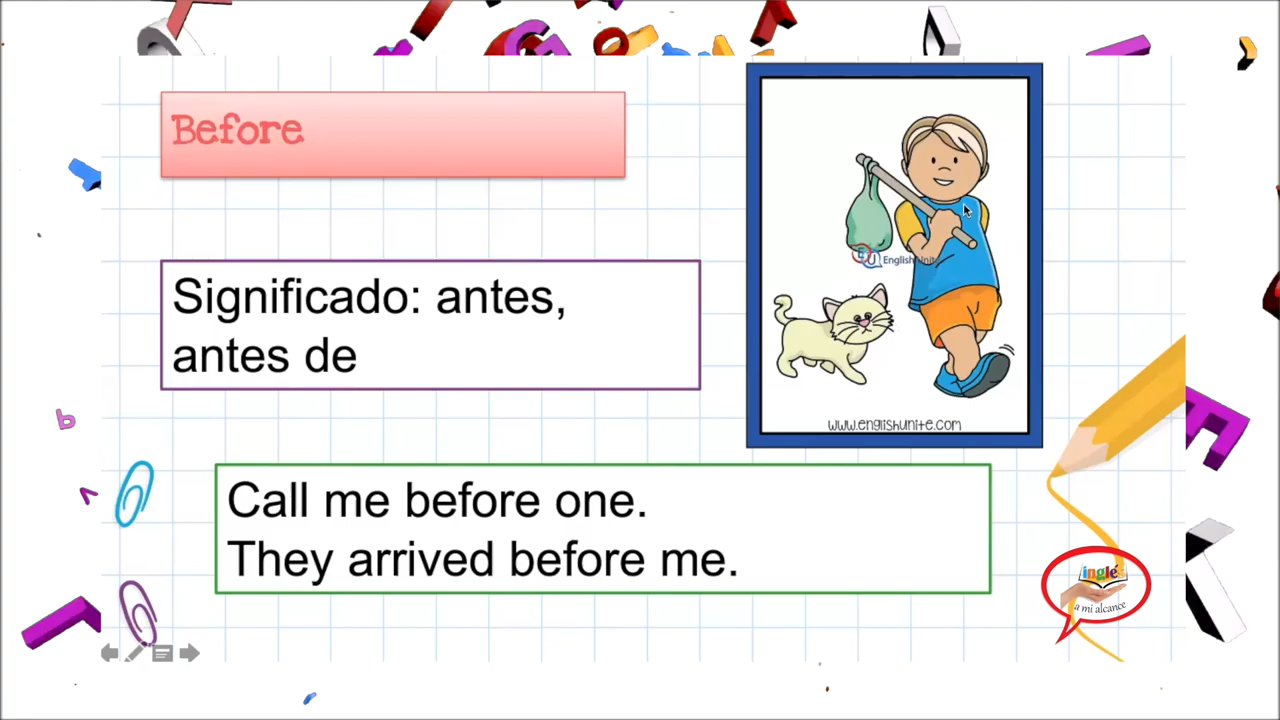 Before
Significado: antes,
antes de
EnglishUnite
www.englishunite.com
Call me before one.
They arrived before me.
inglés
a mi alcance